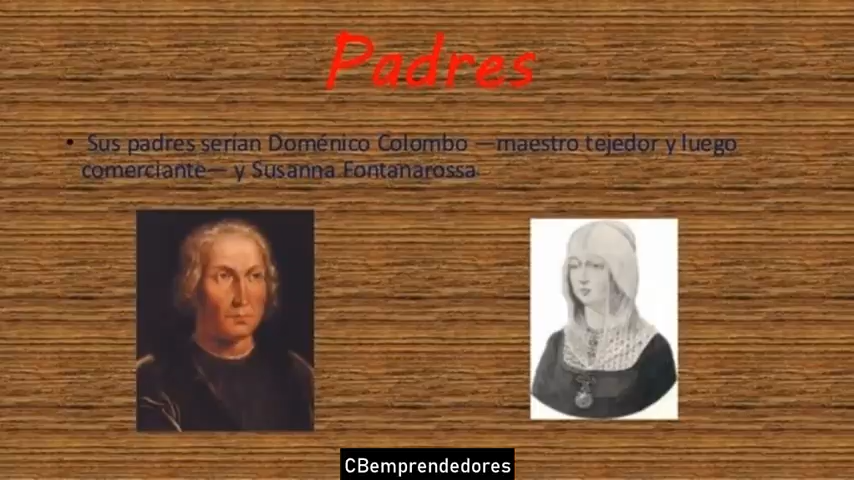 Padres
• Sus padres serían Doménico Colombo —maestro tejedor y luego
comerciante— y Susanna Fontanarossa
CBemprendedores